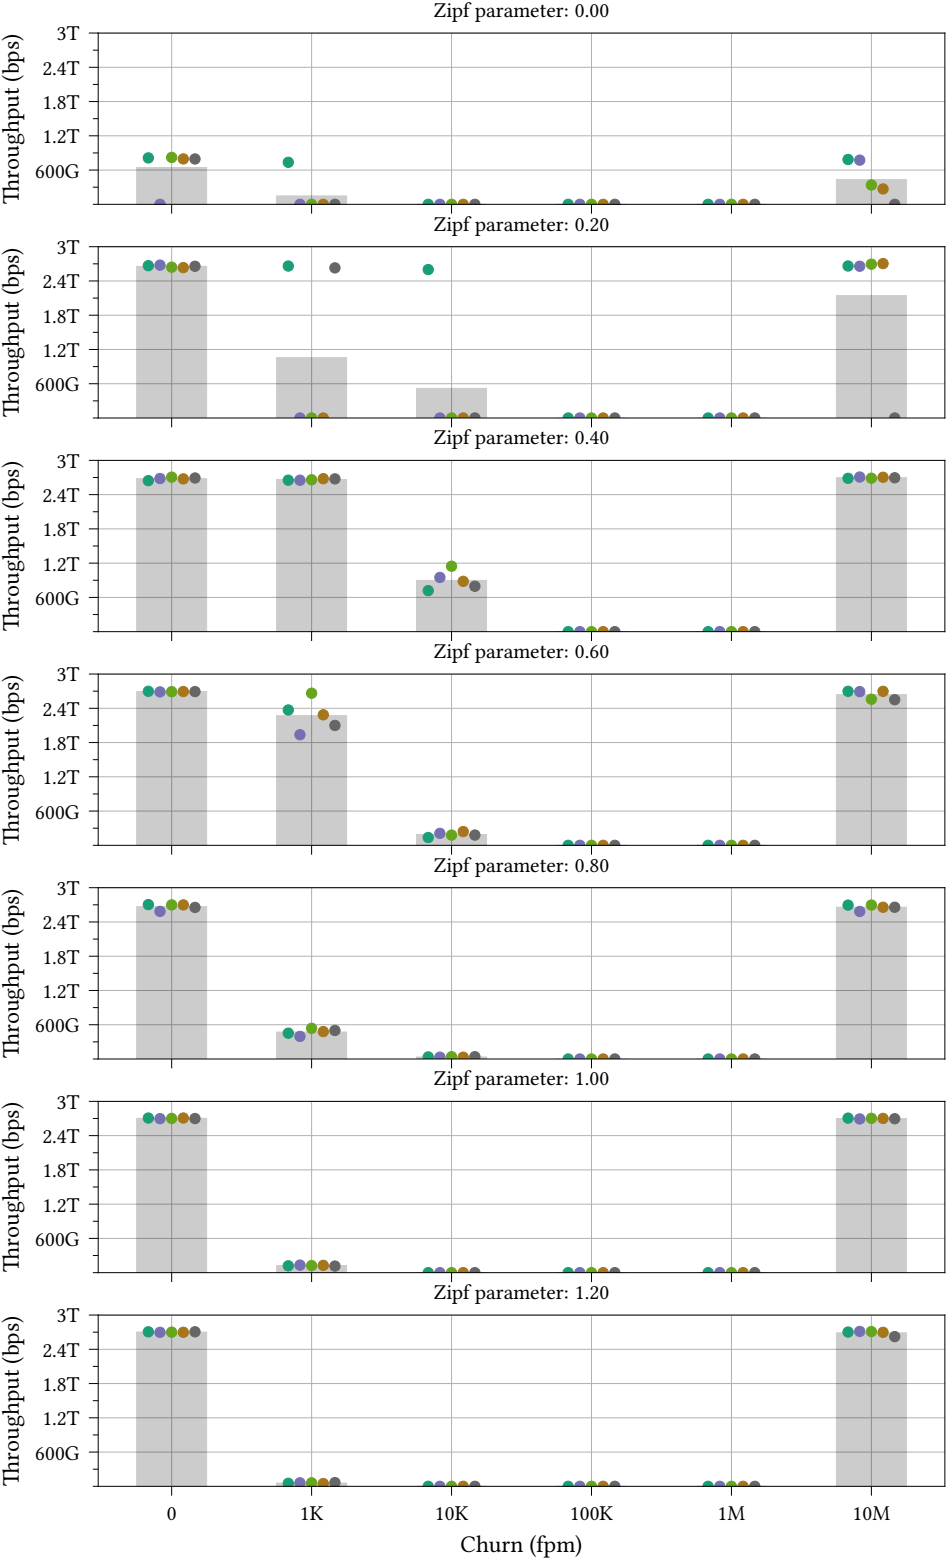 Zipf parameter: 0.00
Throughput (bps)
3T
2.4T
1.8T
1.2T
600G
Zipf parameter: 0.20
Throughput (bps)
3T
2.4T
1.8T
1.2T
600G
Zipf parameter: 0.40
Throughput (bps)
3T
2.4T
1.8T
1.2T
600G
Zipf parameter: 0.60
Throughput (bps)
3T
2.4T
1.8T
1.2T
600G
Zipf parameter: 0.80
Throughput (bps)
3T
2.4T
1.8T
1.2T
600G
Zipf parameter: 1.00
Throughput (bps)
3T
2.4T
1.8T
1.2T
600G
Zipf parameter: 1.20
Throughput (bps)
3T
2.4T
1.8T
1.2T
600G
0 1K 10K 100K 1M 10M
Churn (fpm)